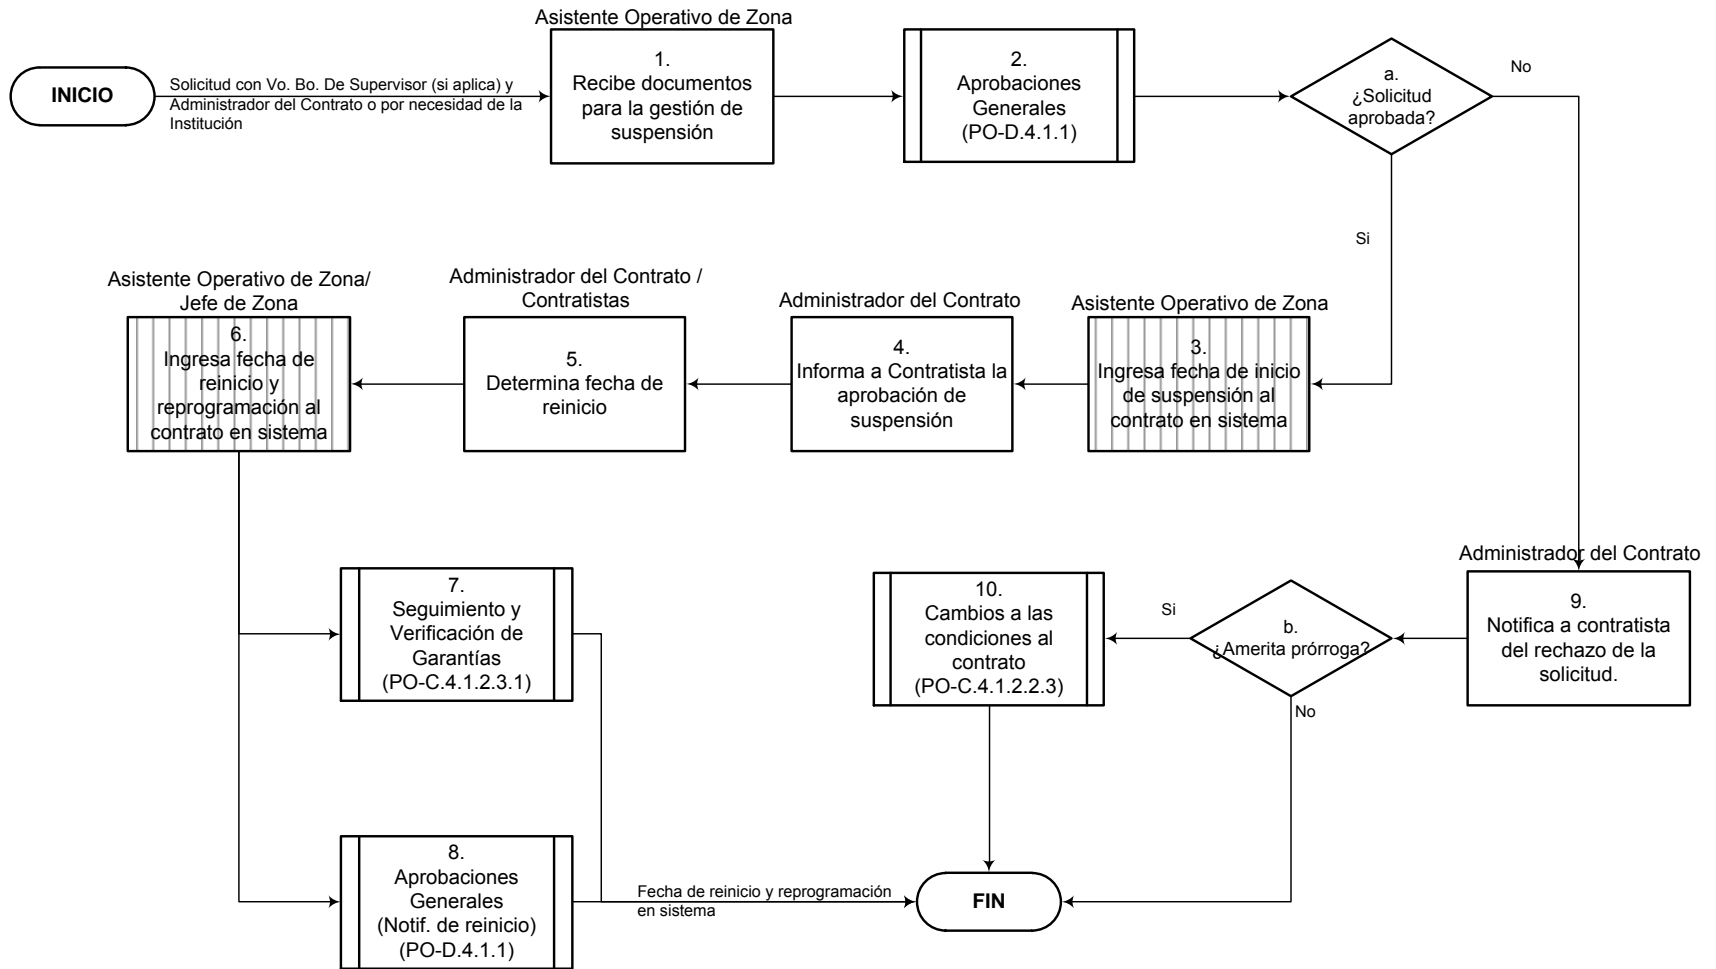 Asistente Operativo de Zona
INICIO
Solicitud con Vo. Bo. De Supervisor (si aplica) y
Administrador del Contrato o por necesidad de la
Institución
1.
Recibe documentos
para la gestión de
suspensión
2.
Aprobaciones
Generales
(PO-D.4.1.1)
a.
¿Solicitud
aprobada?
No
Si
Asistente Operativo de Zona/
Jefe de Zona
6.
Ingresa fecha de
reinicio y
reprogramación al
contrato en sistema
Administrador del Contrato /
Contratistas
5.
Determina fecha de
reinicio
Administrador del Contrato
4.
Informa a Contratista la
aprobación de
suspensión
Asistente Operativo de Zona
3.
Ingresa fecha de inicio
de suspensión al
contrato en sistema
7.
Seguimiento y
Verificación de
Garantías
(PO-C.4.1.2.3.1)
10.
Cambios a las
condiciones al
contrato
(PO-C.4.1.2.2.3)
Si
b.
¿Amerita prórroga?
No
Administrador del Contrato
9.
Notifica a contratista
del rechazo de la
solicitud.
8.
Aprobaciones
Generales
(Notif. de reinicio)
(PO-D.4.1.1)
Fecha de reinicio y reprogramación
en sistema
FIN